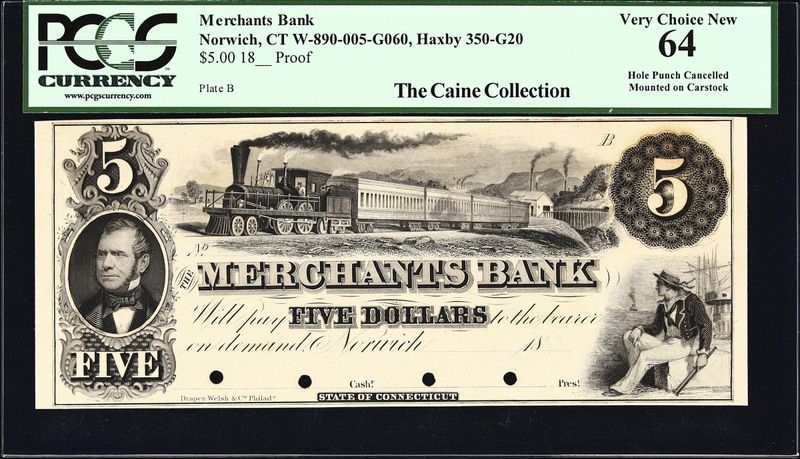 PCGS
CURRENCY
www.pcgscurrency.com
Merchants Bank
Norwich, CT W-890-005-G060, Haxby 350-G20
$5.00 18__ Proof
Plate B
The Caine Collection
Very Choice New
64
Hole Punch Cancelled
Mounted on Carstock
5
B
5
No
THE
MERCHANTS BANK
Will pay FIVE DOLLARS to the bearer
on demand. Norwich 18
FIVE
Cashr.
Prest.
Draper, Welsh & Co. Philada.
STATE OF CONNECTICUT